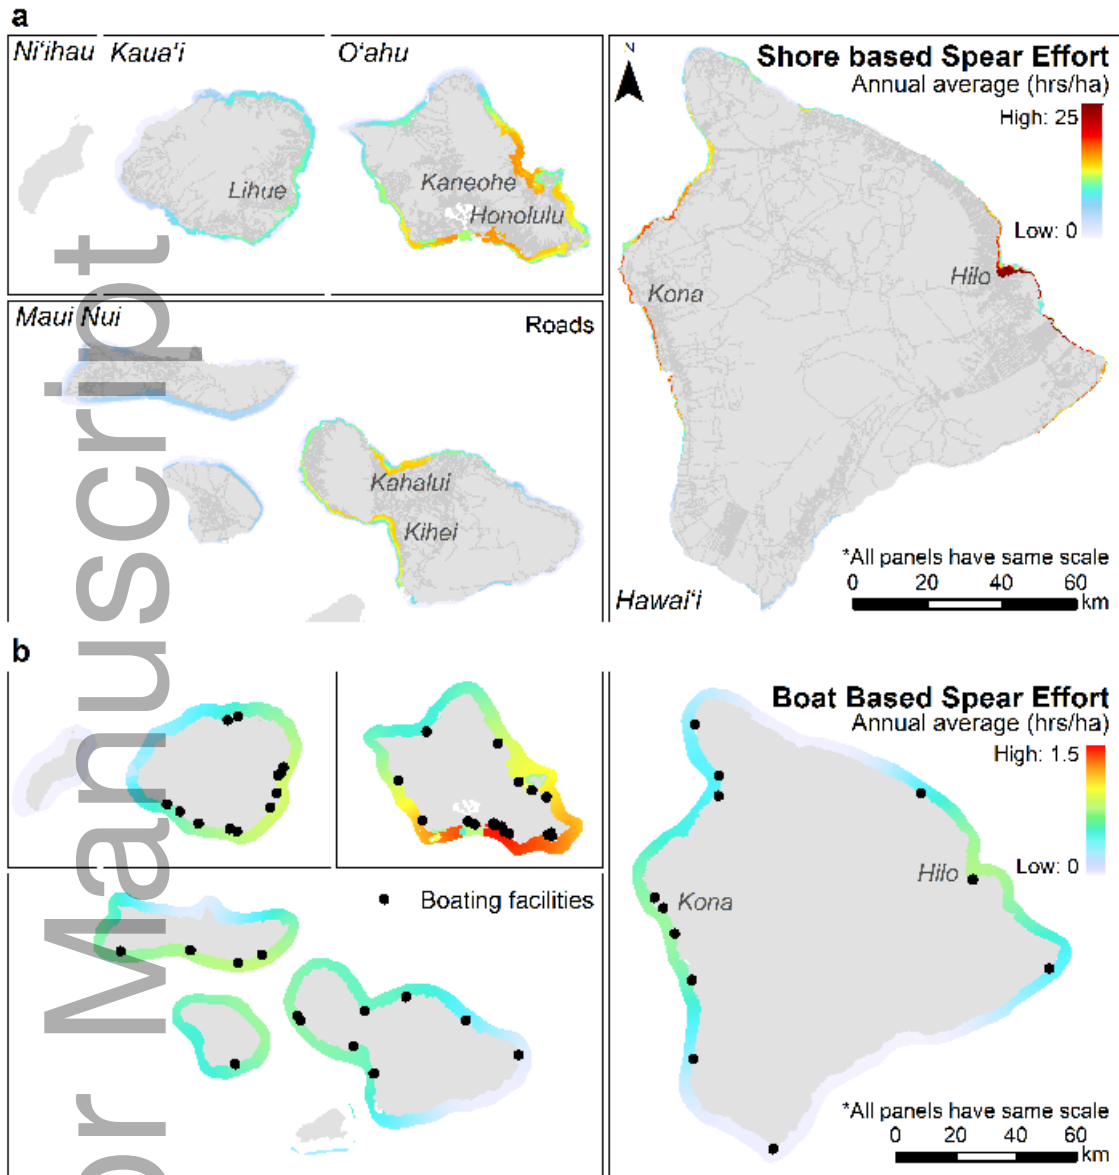 a
Ni‘ihau
Kaua‘i
O‘ahu
Lihue
Kaneohe
Honolulu
N
Shore based Spear Effort
Annual average (hrs/ha)
High: 25
Low: 0
Hilo
Kona
Maui Nui
Roads
Kahalui
Kihei
*All panels have same scale
0 20 40 60
km
Hawai‘i
b
Boat Based Spear Effort
Annual average (hrs/ha)
High: 1.5
Low: 0
Boating facilities
Hilo
Kona
*All panels have same scale
0 20 40 60
km
or Manuscript